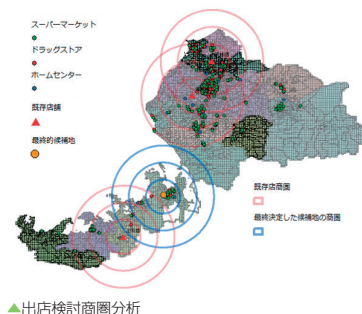 スーパーマーケット
ドラッグストア
ホームセンター
既存店舗
最終的候補地
既存店商圏
最終決定した候補地の商圏
▲出店検討商圏分析